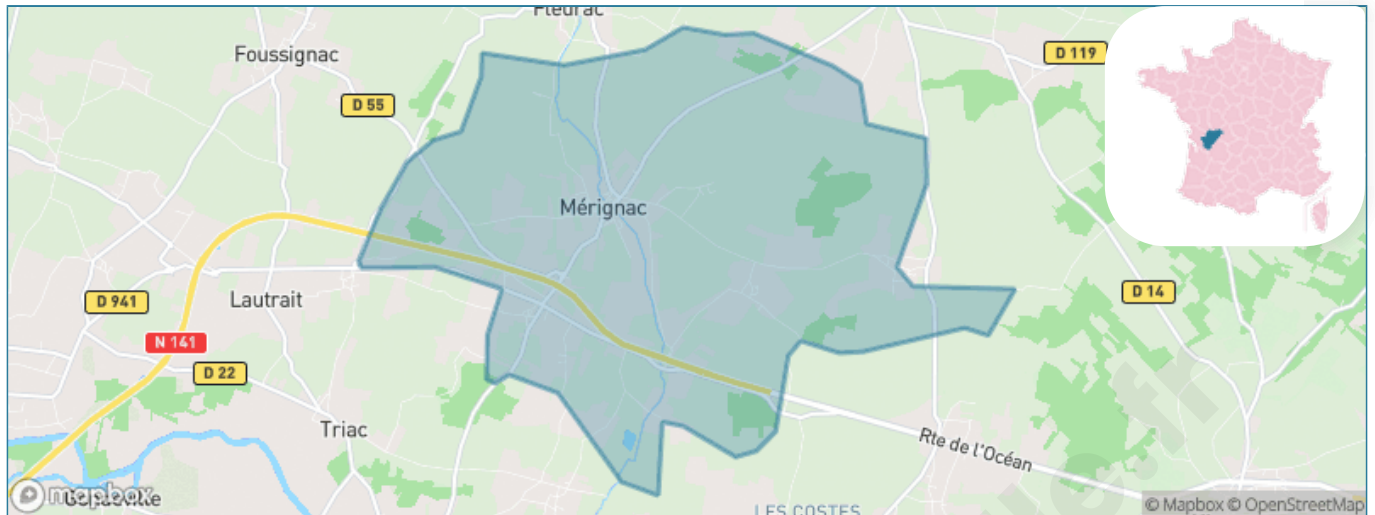 Fleurac
Foussignac
D 119
D 55
Mérignac
D 941
Lautrait
D 14
N 141
D 22
Triac
Rte de l'Océan
mapbox
LES COSTES
© Mapbox © OpenStreetMap